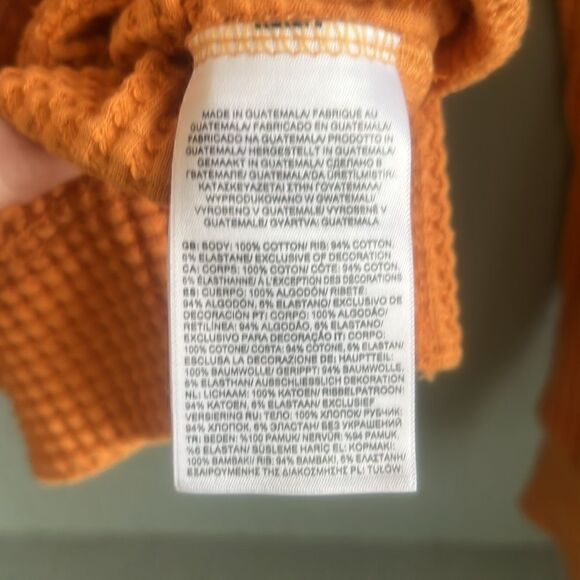 MADE IN GUATEMALA/ FABRIQUÉ AU
GUATEMALA/ FABRICADO EN GUATEMALA/
FABRICADO NA GUATEMALA/ PRODOTTO IN
GUATEMALA/ HERGESTELLT IN GUATEMALA/
GEMAAKT IN GUATEMALA/ СДЕЛАНО В
ГВАТЕМАЛЕ/ GUATEMALA'DA ÜRETİLMİŞTİR/
ΚΑΤΑΣΚΕΥΑΖΕΤΑΙ ΣΤΗΝ ΓΟΥΑΤΕΜΑΛΑ/
WYPRODUKOWANO W GWATEMALI/
VYROBENO V GUATEMALE/ VYROBENÉ V
GUATEMALE/ GYÁRTVA: GUATEMALA
GB: BODY: 100% COTTON/ RIB: 94% COTTON,
6% ELASTANE/ EXCLUSIVE OF DECORATION
CA: CORPS: 100% COTON/ CÔTE: 94% COTON,
6% ÉLASTHANNE/ À L'EXCEPTION DES DÉCORATIONS
ES: CUERPO: 100% ALGODÓN/ RIBETE:
94% ALGODÓN, 6% ELASTANO/ EXCLUSIVO DE
DECORACIÓN PT: CORPO: 100% ALGODÃO/
RETILÍNEA: 94% ALGODÃO, 6% ELASTANO/
EXCLUSIVO PARA DECORAÇÃO IT: CORPO:
100% COTONE/ COSTA: 94% COTONE, 6% ELASTAN/
ESCLUSA LA DECORAZIONE DE: HAUPTTEIL:
100% BAUMWOLLE/ GERIPPT: 94% BAUMWOLLE,
6% ELASTHAN/ AUSSCHLIESSLICH DEKORATION
NL: LICHAAM: 100% KATOEN/ RIBBELPATROON:
94% KATOEN, 6% ELASTAAN/ EXCLUSIEF
VERSIERING RU: ТЕЛО: 100% ХЛОПОК/ РУБЧИК:
94% ХЛОПОК, 6% ЭЛАСТАН/ БЕЗ УКРАШЕНИЙ
TR: BEDEN: %100 PAMUK/ NERVÜR: %94 PAMUK,
%6 ELASTAN/ SÜSLEME HARİÇ EL: ΚΟΡΜΑΚΙ:
100% ΒΑΜΒΑΚΙ/ RIB: 94% ΒΑΜΒΑΚΙ, 6% ΕΛΑΣΤΑΝΗ/
ΕΞΑΙΡΟΥΜΕΝΗΣ ΤΗΣ ΔΙΑΚΟΣΜΗΣΗΣ PL: TUŁÓW: